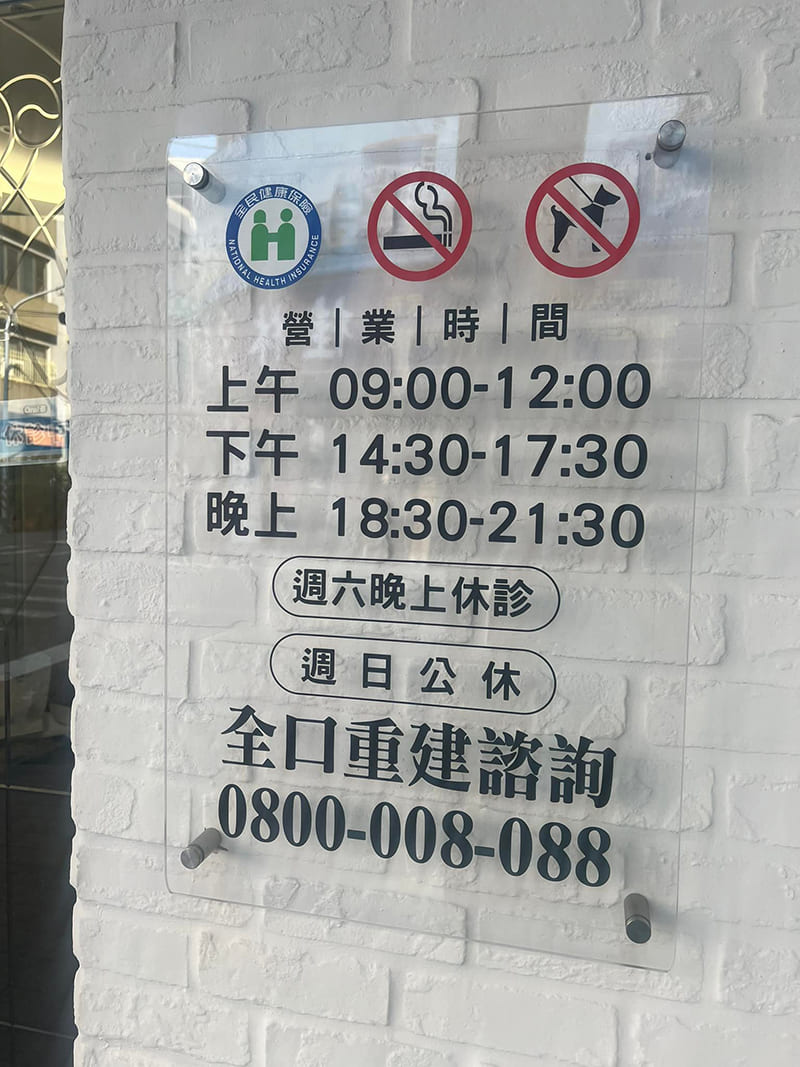 全民健康保險
NATIONAL HEALTH INSURANCE
營|業|時|間
上午 09:00-12:00
下午 14:30-17:30
晚上 18:30-21:30
週六晚上休診
週日公休
全口重建諮詢
0800-008-088
休診